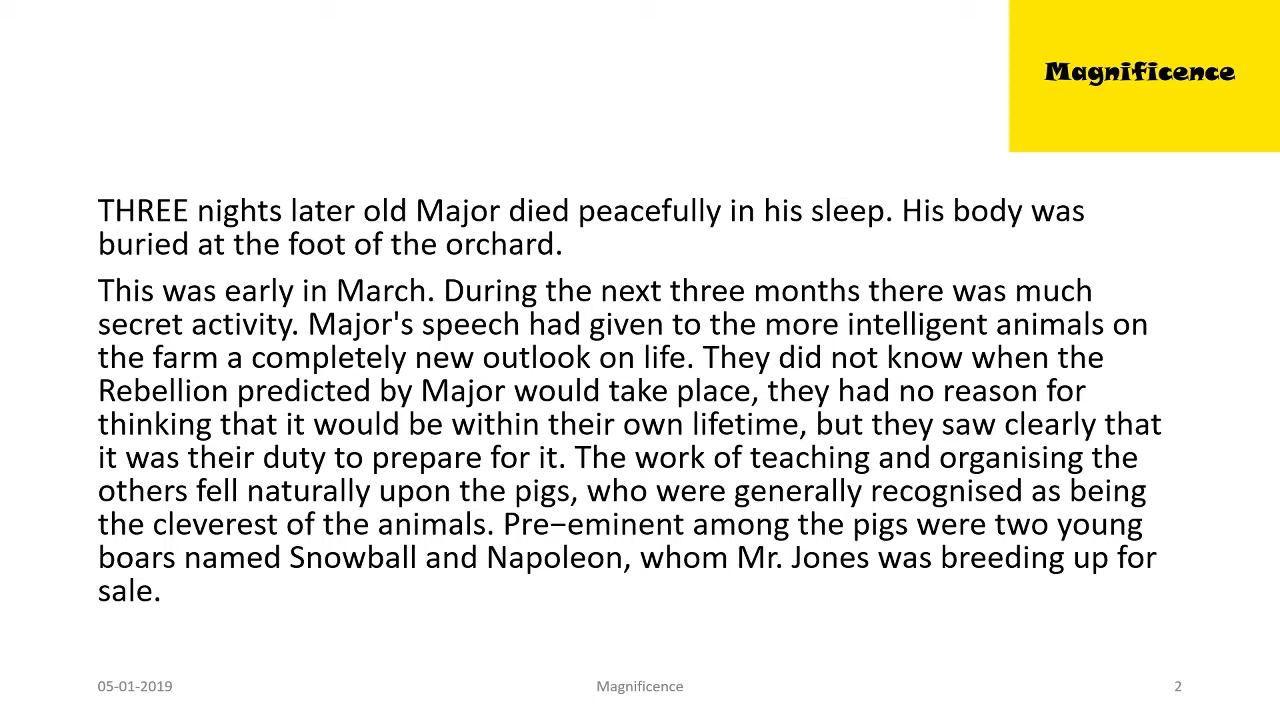 Magnificence
THREE nights later old Major died peacefully in his sleep. His body was
buried at the foot of the orchard.
This was early in March. During the next three months there was much
secret activity. Major's speech had given to the more intelligent animals on
the farm a completely new outlook on life. They did not know when the
Rebellion predicted by Major would take place, they had no reason for
thinking that it would be within their own lifetime, but they saw clearly that
it was their duty to prepare for it. The work of teaching and organising the
others fell naturally upon the pigs, who were generally recognised as being
the cleverest of the animals. Pre−eminent among the pigs were two young
boars named Snowball and Napoleon, whom Mr. Jones was breeding up for
sale.
05-01-2019
Magnificence
2